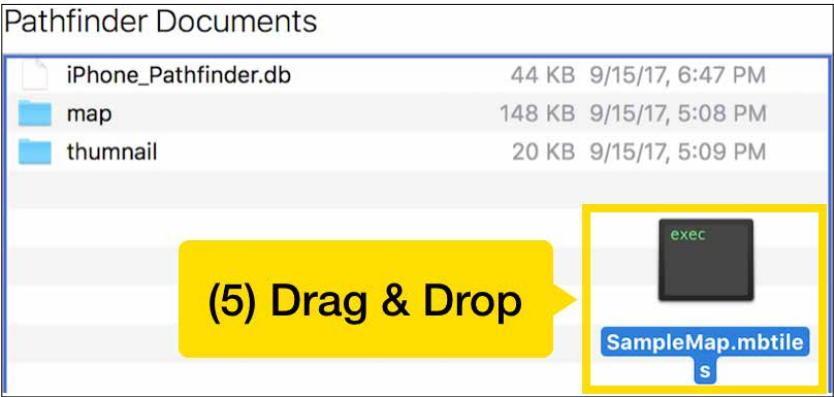 Pathfinder Documents
iPhone_Pathfinder.db 44 KB 9/15/17, 6:47 PM
map 148 KB 9/15/17, 5:08 PM
thumnail 20 KB 9/15/17, 5:09 PM
exec
(5) Drag & Drop
SampleMap.mbtile
s